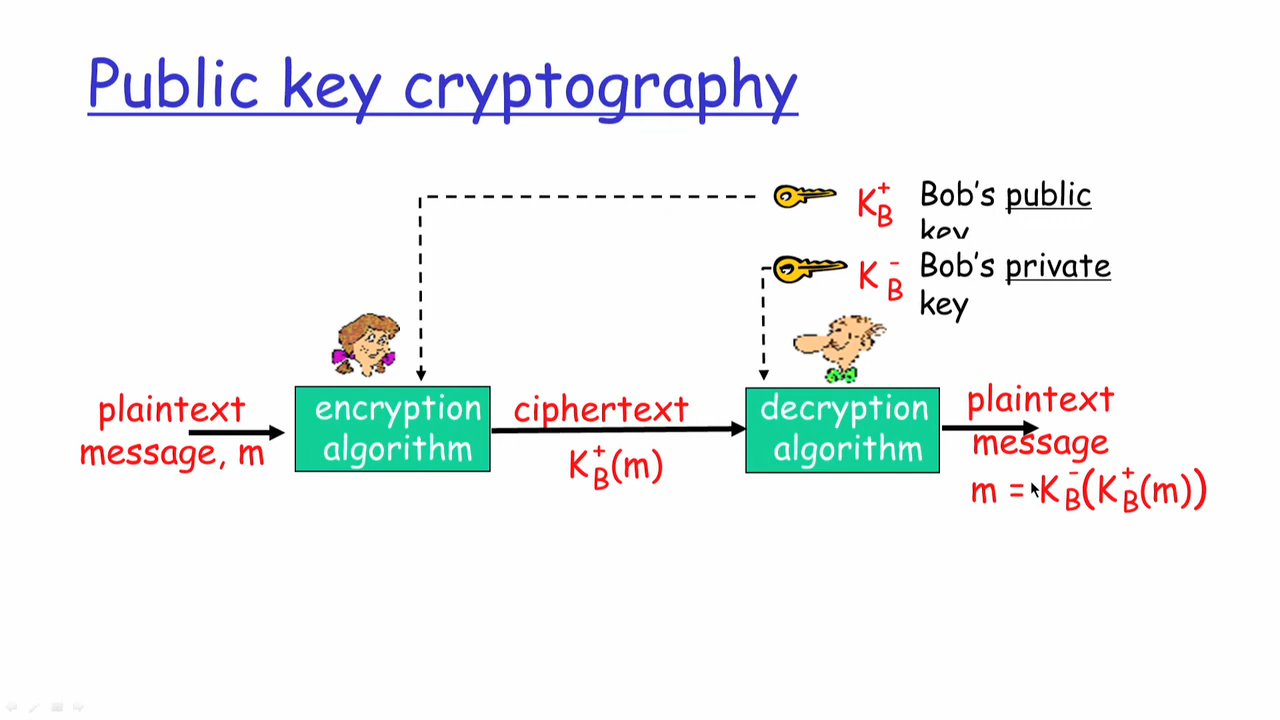 Public key cryptography
K_B^+ Bob's public
key
K_B^- Bob's private
key
plaintext
message, m
encryption
algorithm
ciphertext
K_B^+(m)
decryption
algorithm
plaintext
message
m = K_B^-(K_B^+(m))